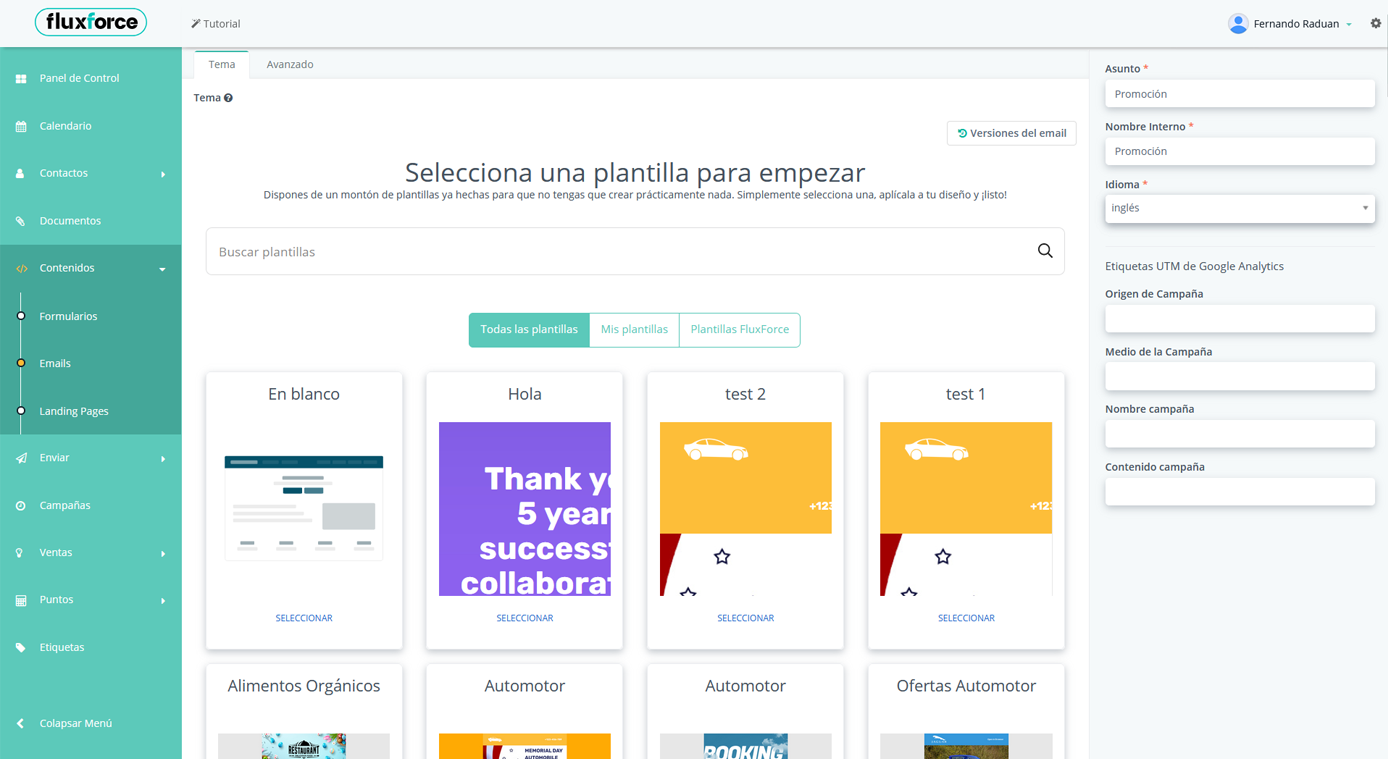 fluxforce
Tutorial
Fernando Raduan
Panel de Control
Calendario
Contactos
Documentos
Contenidos
Formularios
Emails
Landing Pages
Enviar
Campañas
Ventas
Puntos
Etiquetas
Colapsar Menú
Tema
Avanzado
Tema
Versiones del email
Selecciona una plantilla para empezar
Dispones de un montón de plantillas ya hechas para que no tengas que crear prácticamente nada. Simplemente selecciona una, aplícala a tu diseño y ¡listo!
Buscar plantillas
Todas las plantillas
Mis plantillas
Plantillas FluxForce
En blanco
SELECCIONAR
Hola
Thank y
5 year
success
collabora
SELECCIONAR
test 2
+123
SELECCIONAR
test 1
+123
SELECCIONAR
Alimentos Orgánicos
RESTAURANT
Automotor
MEMORIAL DAY
AUTOMOBILE
Automotor
BOOKING
Ofertas Automotor
Asunto *
Promoción
Nombre Interno *
Promoción
Idioma *
inglés
Etiquetas UTM de Google Analytics
Origen de Campaña
Medio de la Campaña
Nombre campaña
Contenido campaña